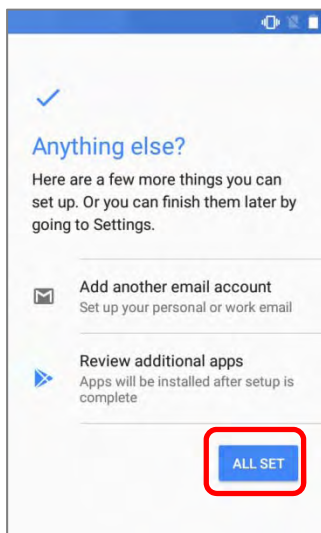 Anything else?
Here are a few more things you can
set up. Or you can finish them later by
going to Settings.
Add another email account
Set up your personal or work email
Review additional apps
Apps will be installed after setup is
complete
ALL SET